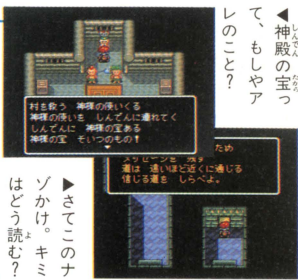 ◀神殿の宝っ
て、もしやア
レのこと?
村を救う 神様の使いくる
神様の使いを しんでんに連れてく
しんでんに 神様の宝ある
神様の宝 そいつのもの!
ため
メッセージを 残す
道は 遠いほど近くに通じる
信じる道を しらべよ。
▶さてこのナ
ゾかけ。キミ
はどう読む?